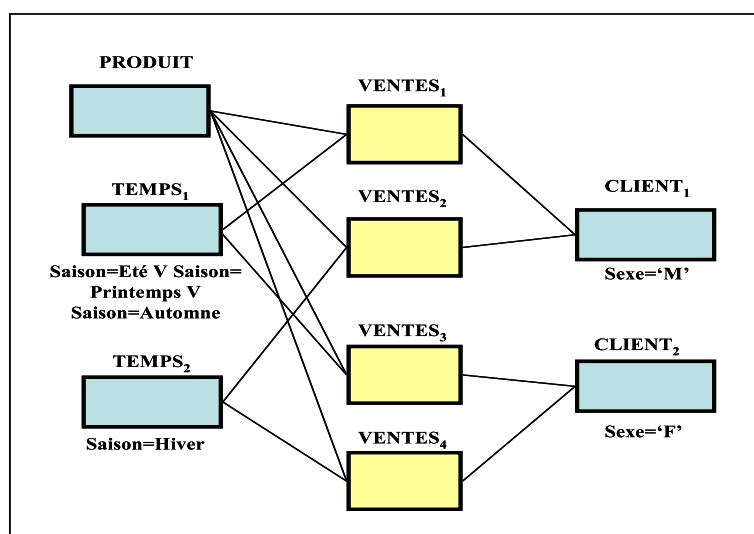 PRODUIT
VENTES1
TEMPS1
VENTES2
CLIENT1
Saison=Eté V Saison=
Printemps V
Saison=Automne
Sexe='M'
VENTES3
CLIENT2
TEMPS2
Saison=Hiver
Sexe='F'
VENTES4